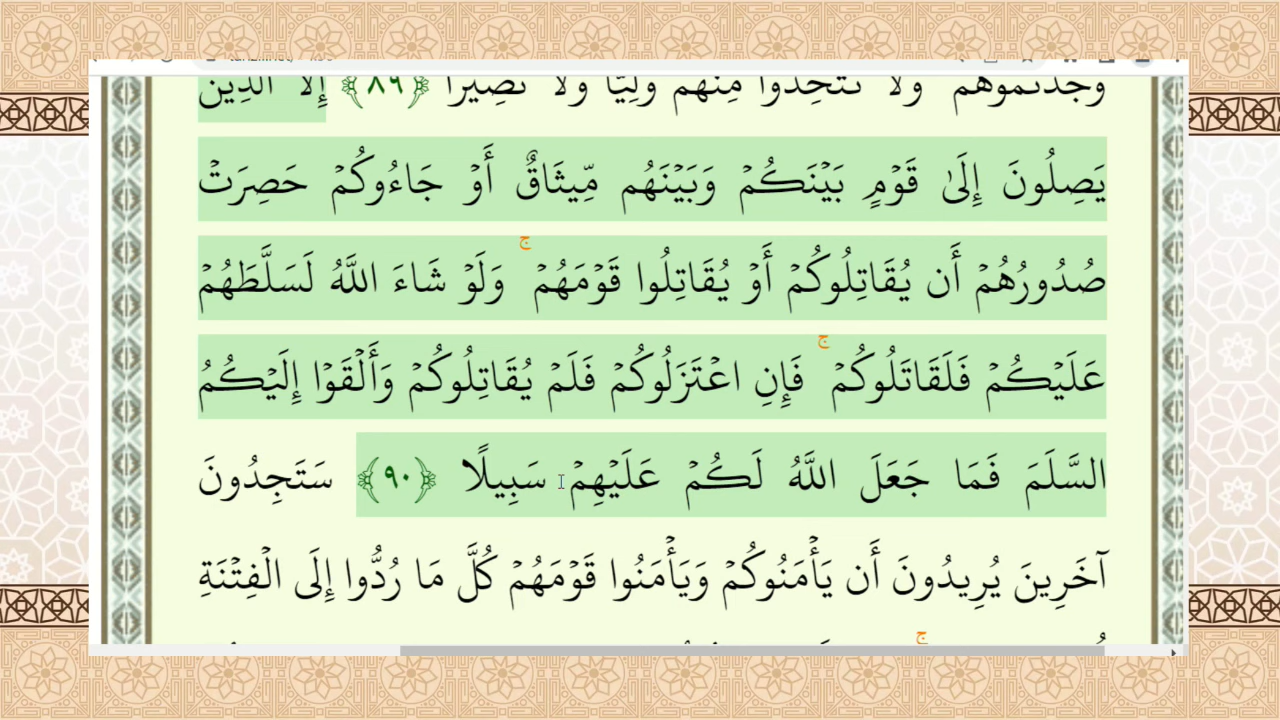 وَجَدتُّمُوهُمْ ۖ وَلَا تَتَّخِذُوا مِنْهُمْ وَلِيًّا وَلَا نَصِيرًا ﴿٨٩﴾ إِلَّا الَّذِينَ
يَصِلُونَ إِلَىٰ قَوْمٍ بَيْنَكُمْ وَبَيْنَهُم مِّيثَاقٌ أَوْ جَاءُوكُمْ حَصِرَتْ
صُدُورُهُمْ أَن يُقَاتِلُوكُمْ أَوْ يُقَاتِلُوا قَوْمَهُمْ ۚ وَلَوْ شَاءَ اللَّهُ لَسَلَّطَهُمْ
عَلَيْكُمْ فَلَقَاتَلُوكُمْ ۚ فَإِنِ اعْتَزَلُوكُمْ فَلَمْ يُقَاتِلُوكُمْ وَأَلْقَوْا إِلَيْكُمُ
السَّلَمَ فَمَا جَعَلَ اللَّهُ لَكُمْ عَلَيْهِمْ سَبِيلًا ﴿٩٠﴾ سَتَجِدُونَ
آخَرِينَ يُرِيدُونَ أَن يَأْمَنُوكُمْ وَيَأْمَنُوا قَوْمَهُمْ كُلَّ مَا رُدُّوا إِلَى الْفِتْنَةِ